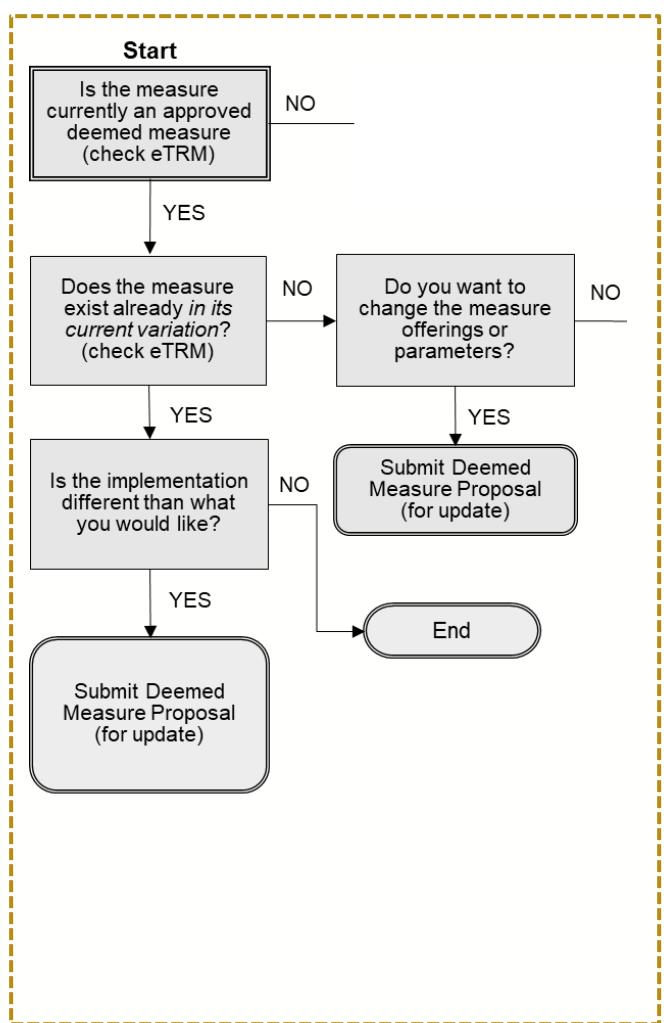 Start
Is the measure
currently an approved
deemed measure
(check eTRM)
NO
YES
Does the measure
exist already in its
current variation?
(check eTRM)
NO
Do you want to
change the measure
offerings or
parameters?
NO
YES
YES
Is the implementation
different than what
you would like?
NO
Submit Deemed
Measure Proposal
(for update)
YES
End
Submit Deemed
Measure Proposal
(for update)